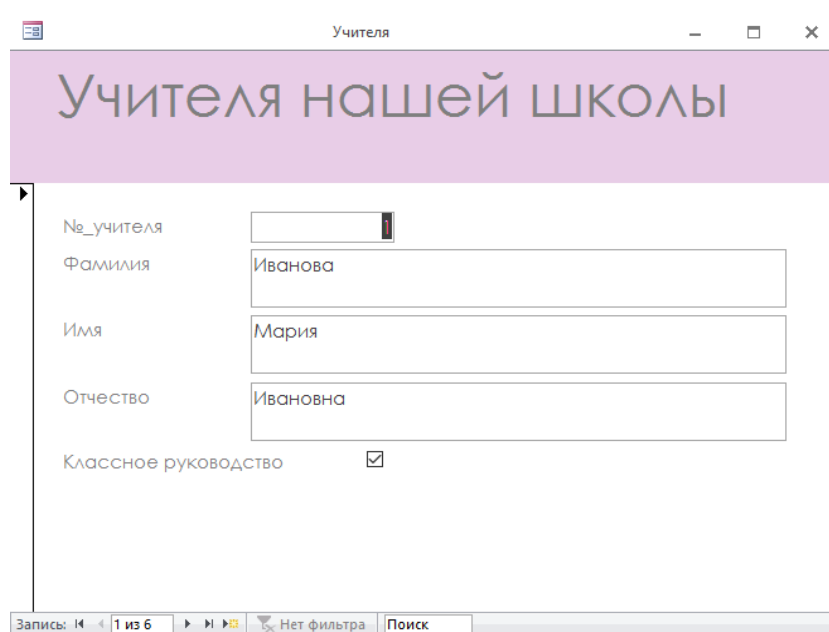 Учителя
Учителя нашей школы
№_учителя 1
Фамилия Иванова
Имя Мария
Отчество Ивановна
Классное руководство
Запись: 1 из 6 Нет фильтра Поиск